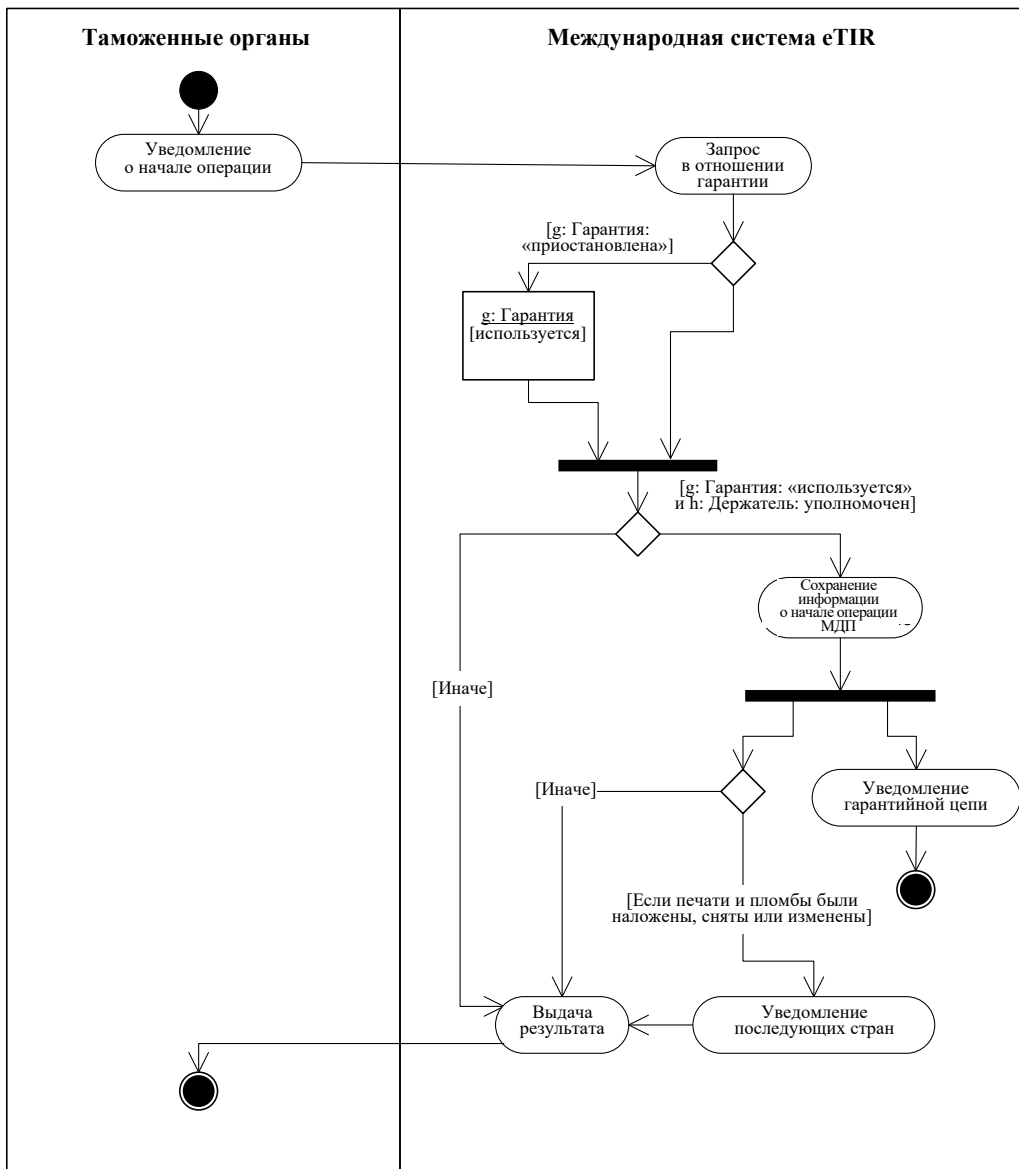 Таможенные органы
Международная система eTIR
Уведомление
о начале операции
Запрос
в отношении
гарантии
[g: Гарантия:
«приостановлена»]
g: Гарантия
[используется]
[g: Гарантия: «используется»
и h: Держатель: уполномочен]
Сохранение
информации
о начале операции
МДП
[Иначе]
[Иначе]
Уведомление
гарантийной цепи
[Если печати и пломбы были
наложены, сняты или изменены]
Выдача
результата
Уведомление
последующих стран